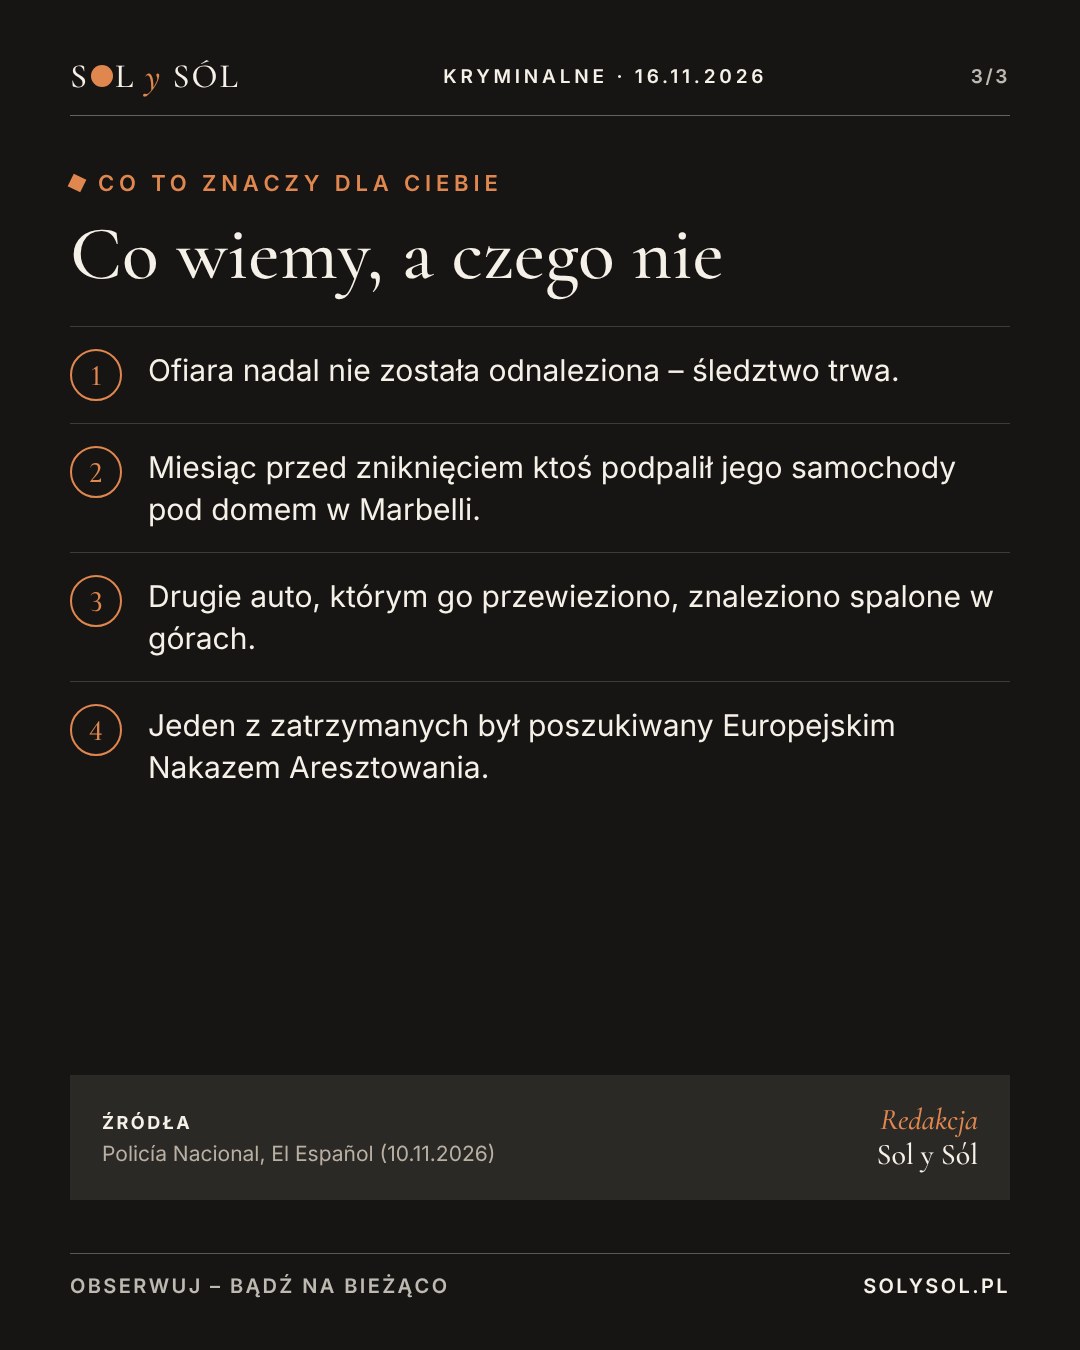 SOL y SÓL
KRYMINALNE · 16.11.2026
3/3
CO TO ZNACZY DLA CIEBIE
Co wiemy, a czego nie
1
Ofiara nadal nie została odnaleziona – śledztwo trwa.
2
Miesiąc przed zniknięciem ktoś podpalił jego samochody
pod domem w Marbelli.
3
Drugie auto, którym go przewieziono, znaleziono spalone w
górach.
4
Jeden z zatrzymanych był poszukiwany Europejskim
Nakazem Aresztowania.
ŹRÓDŁA
Policía Nacional, El Español (10.11.2026)
Redakcja
Sol y Sól
OBSERWUJ – BĄDŹ NA BIEŻĄCO
SOLYSOL.PL